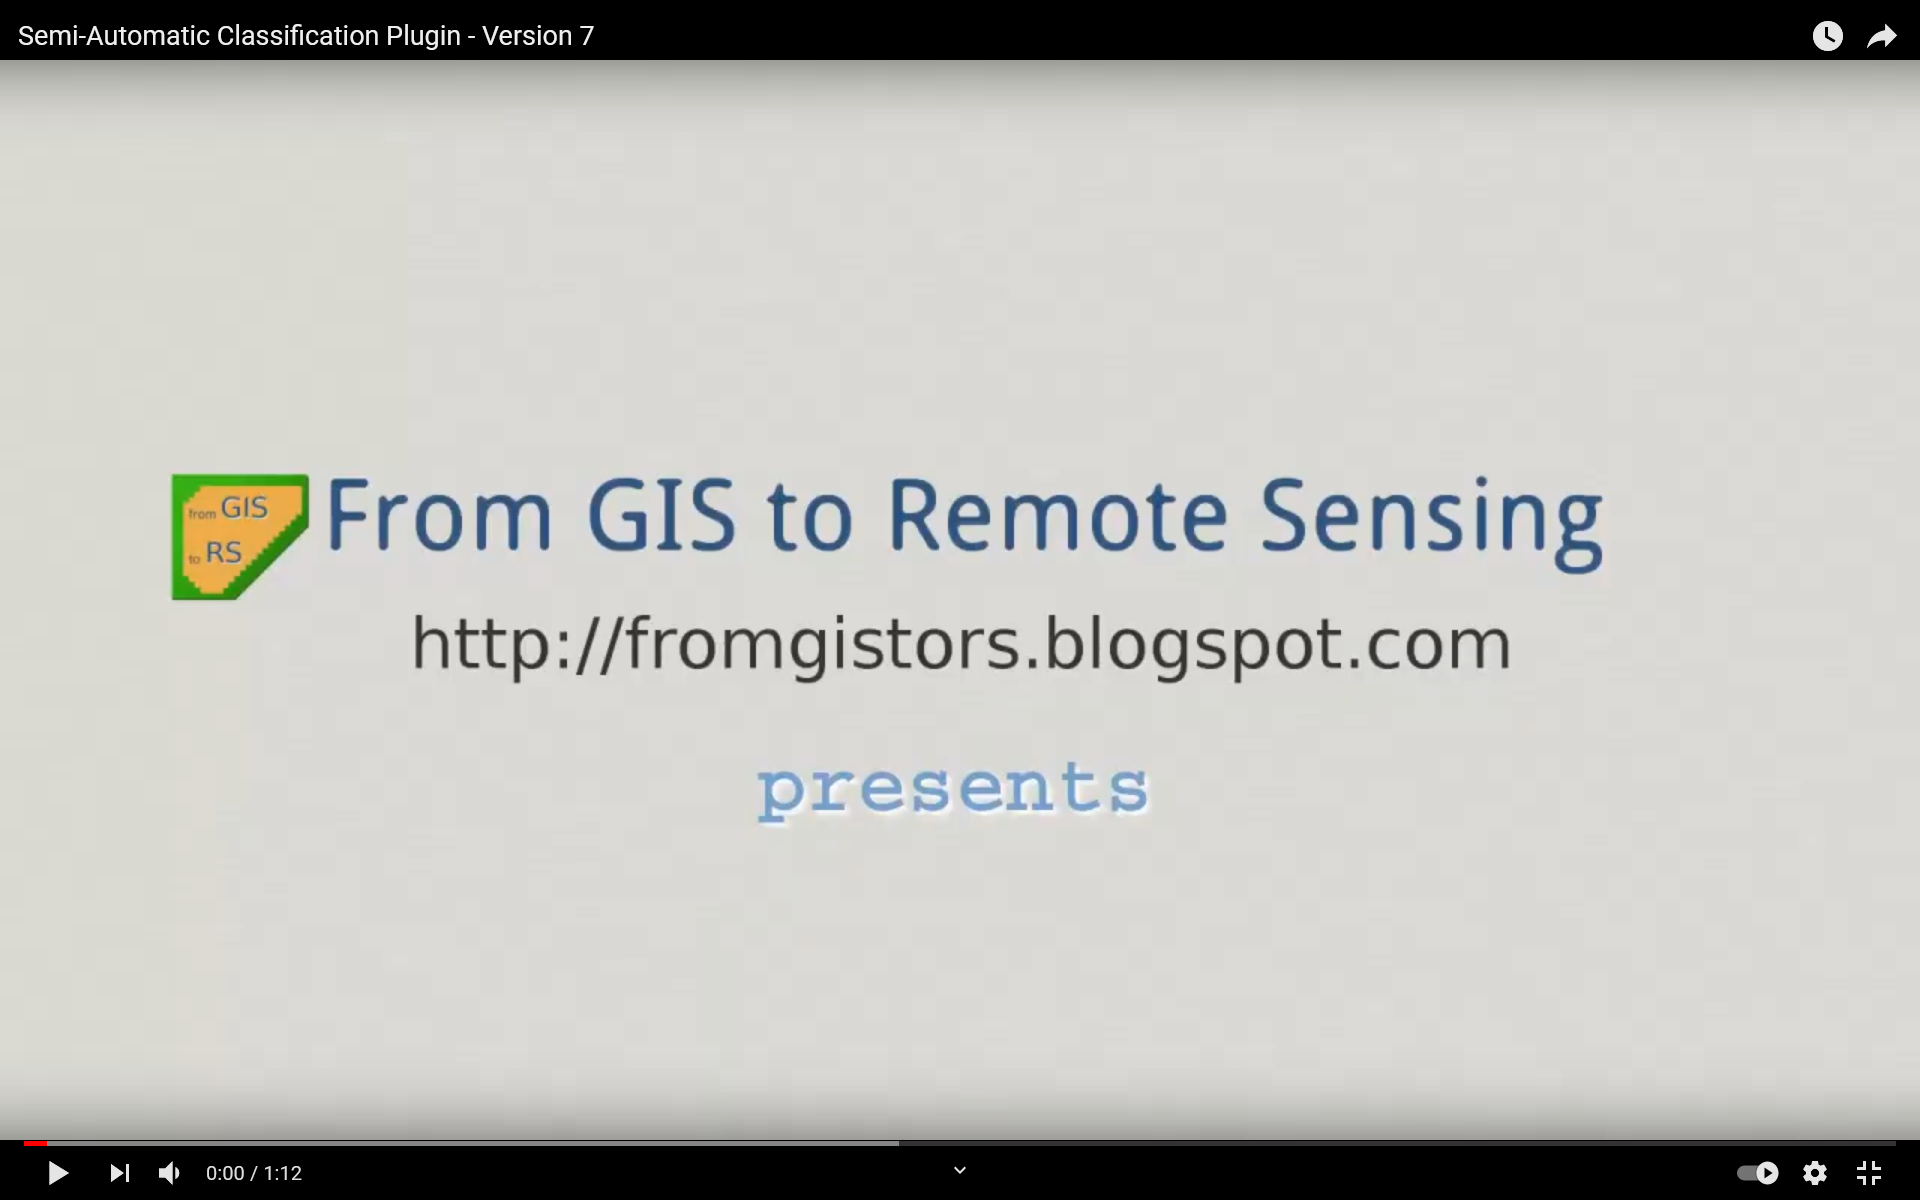 Semi-Automatic Classification Plugin - Version 7
from GIS
to RS
From GIS to Remote Sensing
http://fromgistors.blogspot.com
presents
0:00 / 1:12